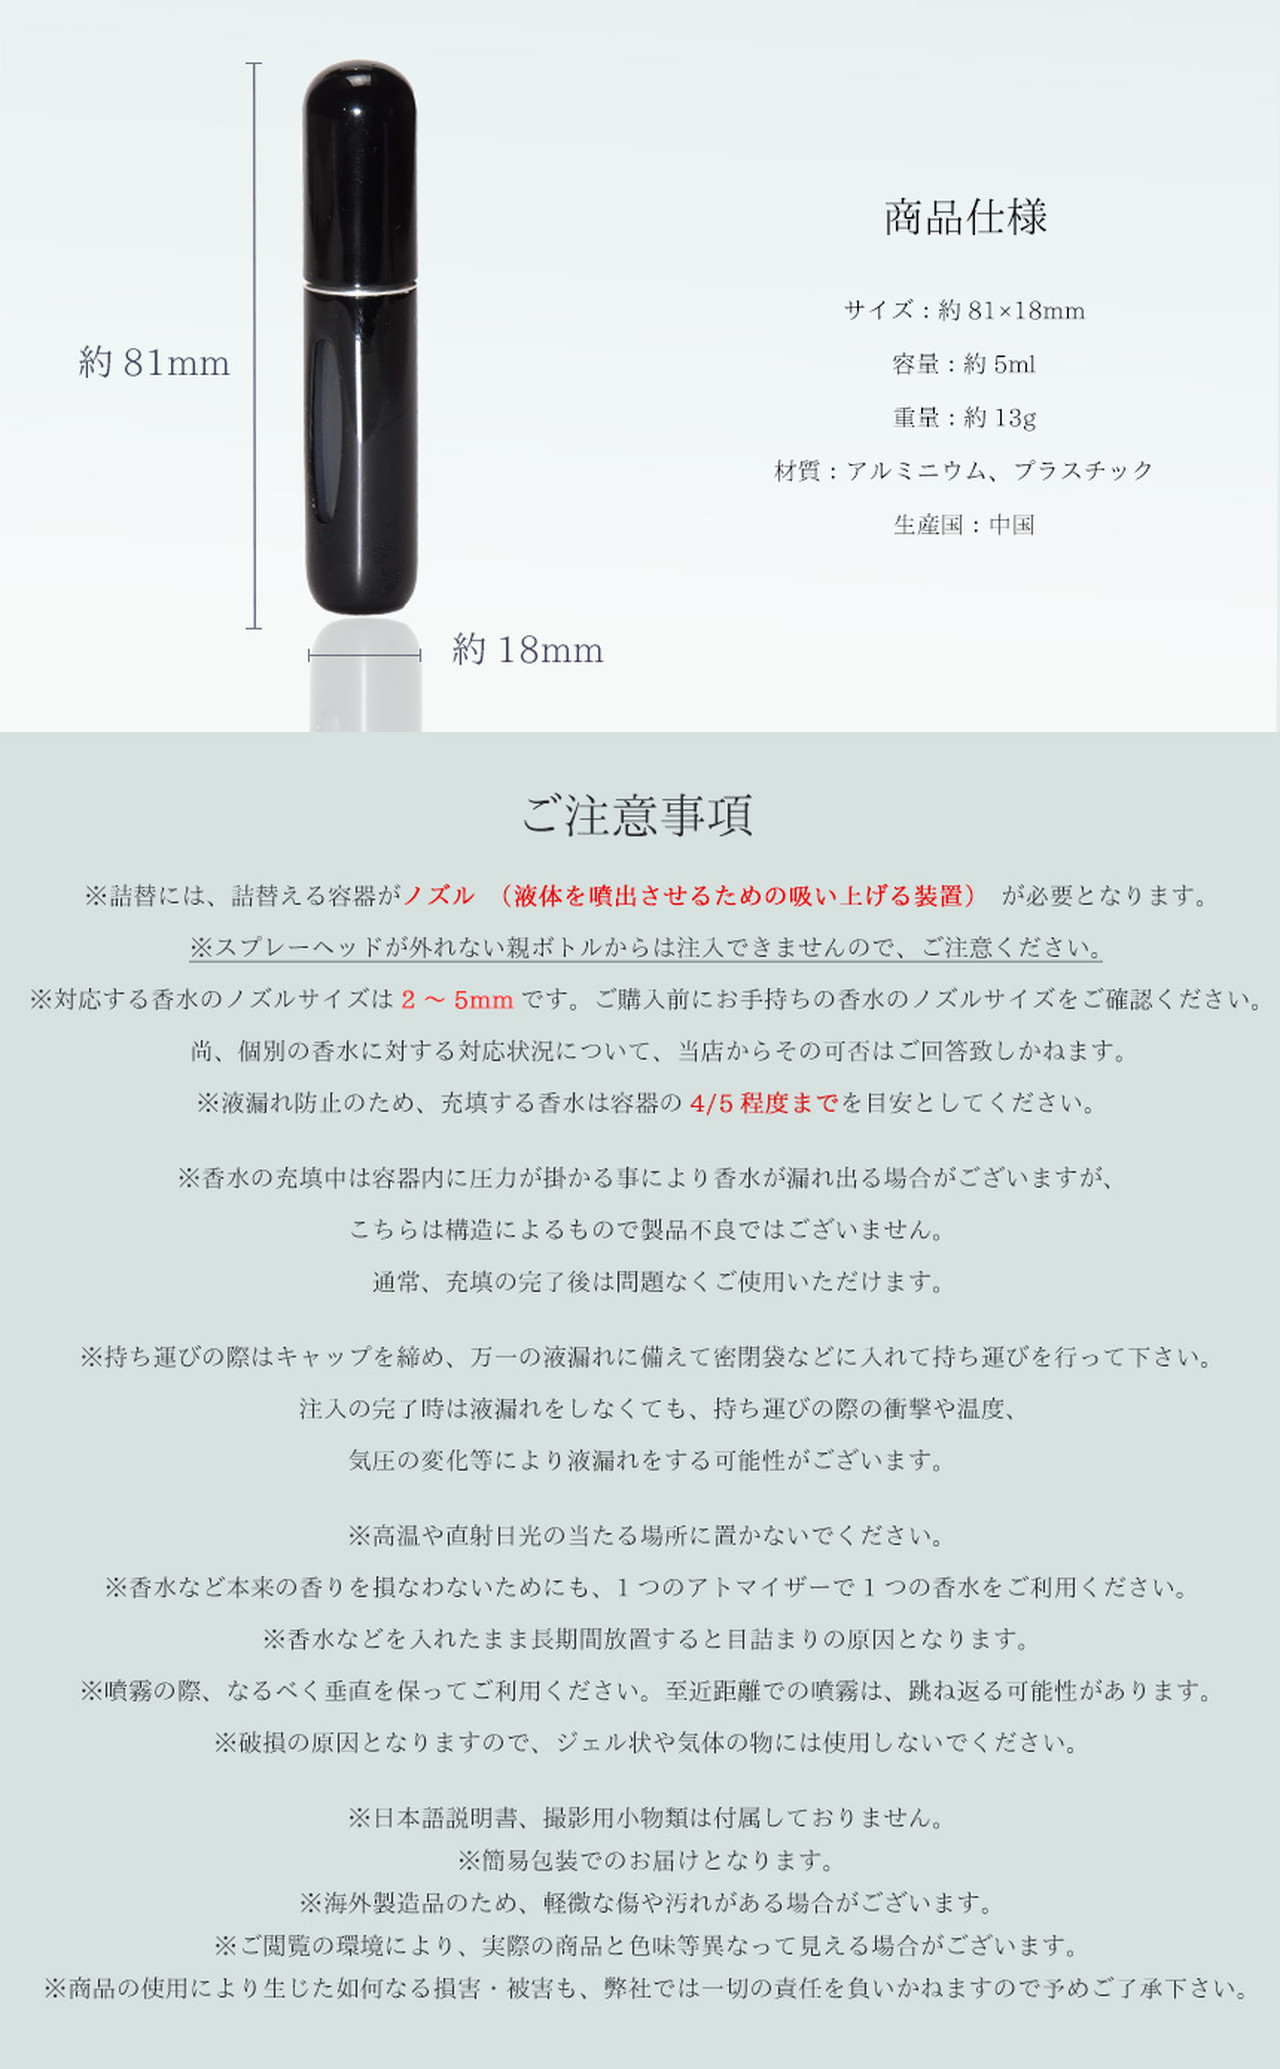 商品仕様
サイズ：約 81×18mm
容量：約 5ml
重量：約 13g
材質：アルミニウム、プラスチック
生産国：中国
約 81mm
約 18mm
ご注意事項
※詰替には、詰替える容器がノズル （液体を噴出させるための吸い上げる装置） が必要となります。
※スプレーヘッドが外れない親ボトルからは注入できませんので、ご注意ください。
※対応する香水のノズルサイズは 2 ～ 5mm です。ご購入前にお手持ちの香水のノズルサイズをご確認ください。
尚、個別の香水に対する対応状況について、当店からその可否はご回答致しかねます。
※液漏れ防止のため、充填する香水は容器の 4/5 程度までを目安としてください。
※香水の充填中は容器内に圧力が掛かる事により香水が漏れ出る場合がございますが、
こちらは構造によるもので製品不良ではございません。
通常、充填の完了後は問題なくご使用いただけます。
※持ち運びの際はキャップを締め、万一の液漏れに備えて密閉袋などに入れて持ち運びを行って下さい。
注入の完了時は液漏れをしなくても、持ち運びの際の衝撃や温度、
気圧の変化等により液漏れをする可能性がございます。
※高温や直射日光の当たる場所に置かないでください。
※香水など本来の香りを損なわないためにも、1 つのアトマイザーで 1 つの香水をご利用ください。
※香水などを入れたまま長期間放置すると目詰まりの原因となります。
※噴霧の際、なるべく垂直を保ってご利用ください。至近距離での噴霧は、跳ね返る可能性があります。
※破損の原因となりますので、ジェル状や気体の物には使用しないでください。
※日本語説明書、撮影用小物類は付属しておりません。
※簡易包装でのお届けとなります。
※海外製造品のため、軽微な傷や汚れがある場合がございます。
※ご閲覧の環境により、実際の商品と色味等異なって見える場合がございます。
※商品の使用により生じた如何なる損害・被害も、弊社では一切の責任を負いかねますので予めご了承下さい。